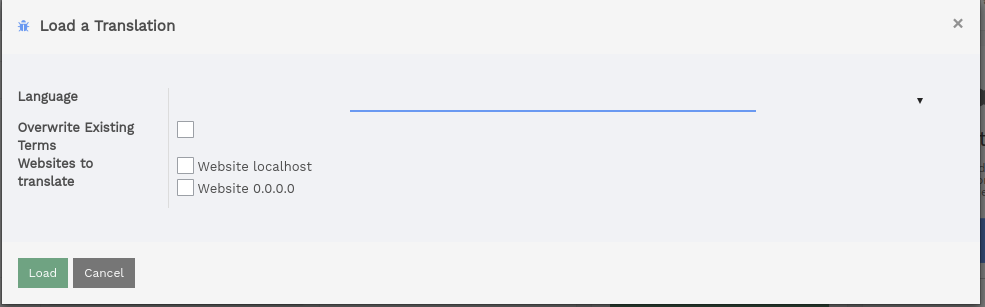 Load a Translation
×
Language
Overwrite Existing
Terms
Websites to
translate
Website localhost
Website 0.0.0.0
Load
Cancel